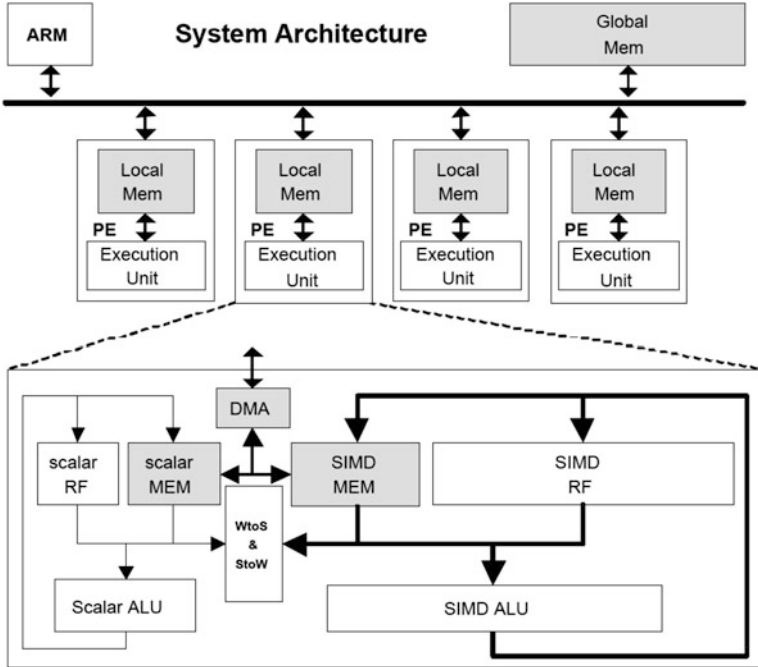 ARM
System Architecture
Global
Mem
Local
Mem
PE
Execution
Unit
Local
Mem
PE
Execution
Unit
Local
Mem
PE
Execution
Unit
Local
Mem
PE
Execution
Unit
DMA
scalar
RF
scalar
MEM
SIMD
MEM
SIMD
RF
WtoS
&
StoW
Scalar ALU
SIMD ALU